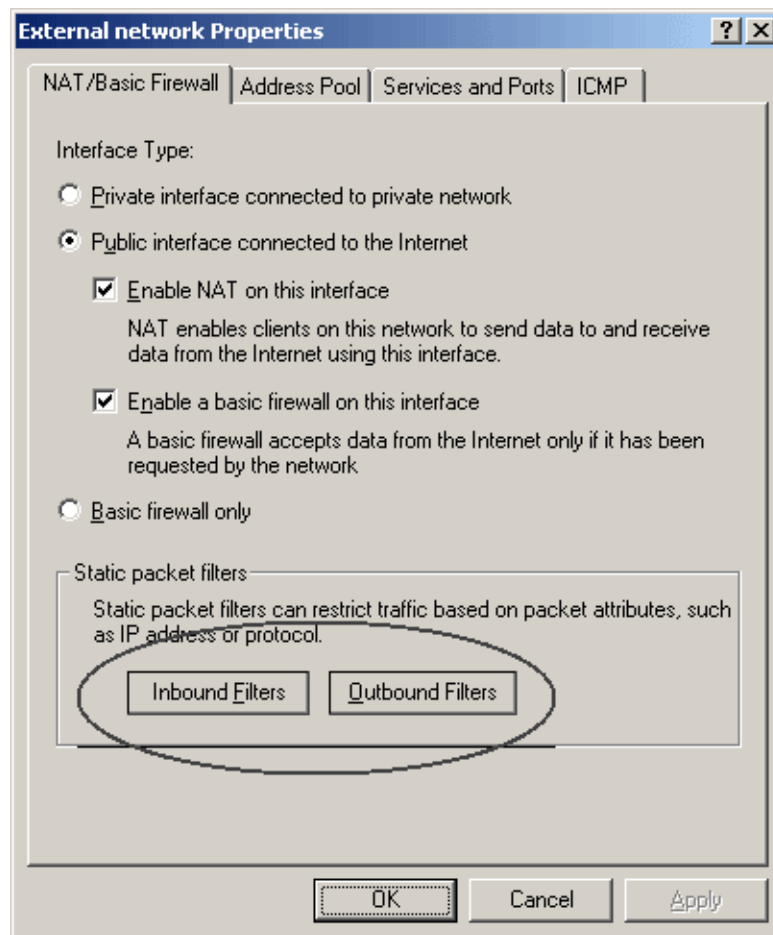 External network Properties
NAT/Basic Firewall Address Pool Services and Ports ICMP
Interface Type:
Private interface connected to private network
Public interface connected to the Internet
Enable NAT on this interface
NAT enables clients on this network to send data to and receive
data from the Internet using this interface.
Enable a basic firewall on this interface
A basic firewall accepts data from the Internet only if it has been
requested by the network
Basic firewall only
Static packet filters
Static packet filters can restrict traffic based on packet attributes, such
as IP address or protocol.
Inbound Filters Outbound Filters
OK Cancel Apply